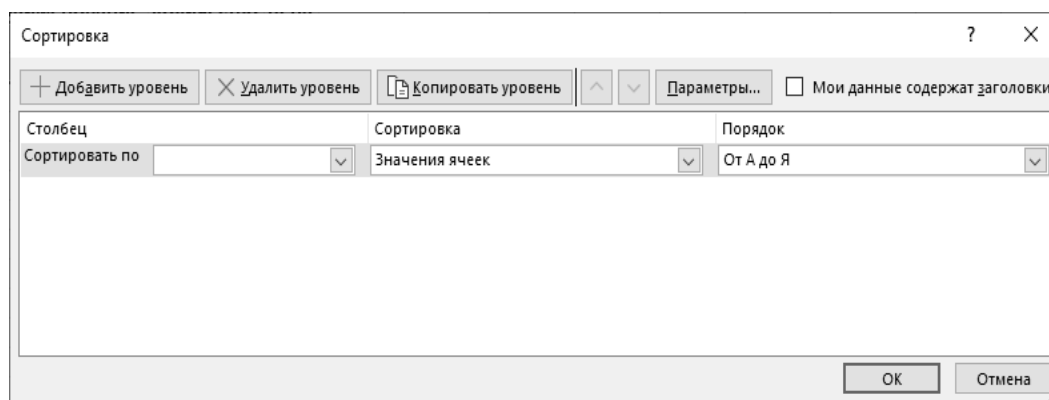 Сортировка ?
Добавить уровень Удалить уровень Копировать уровень Параметры... Мои данные содержат заголовки
Столбец Сортировка Порядок
Сортировать по Значения ячеек От А до Я
ОК Отмена